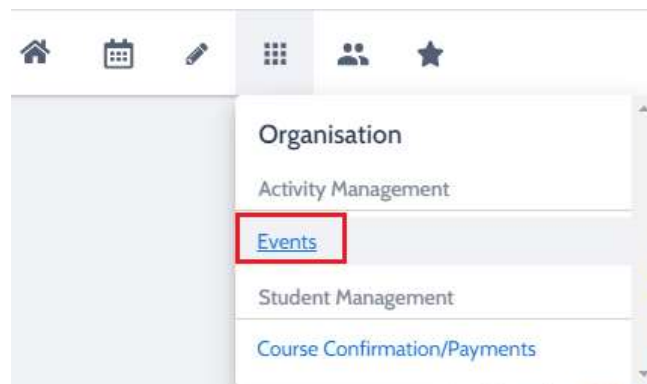 Organisation
Activity Management
Events
Student Management
Course Confirmation/Payments